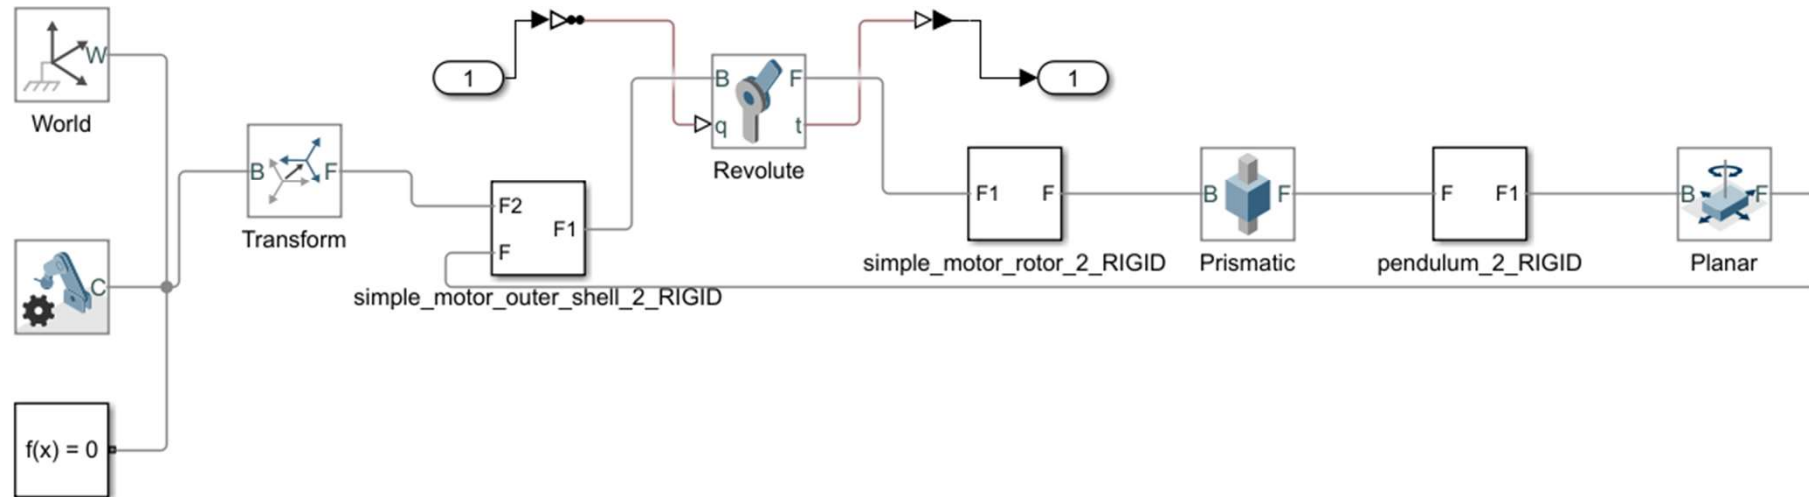 W
World
1
B
F
q
t
Revolute
1
B
F
Transform
F2
F1
F
simple_motor_outer_shell_2_RIGID
F1
F
simple_motor_rotor_2_RIGID
B
F
Prismatic
F
F1
pendulum_2_RIGID
B
F
Planar
C
f(x) = 0